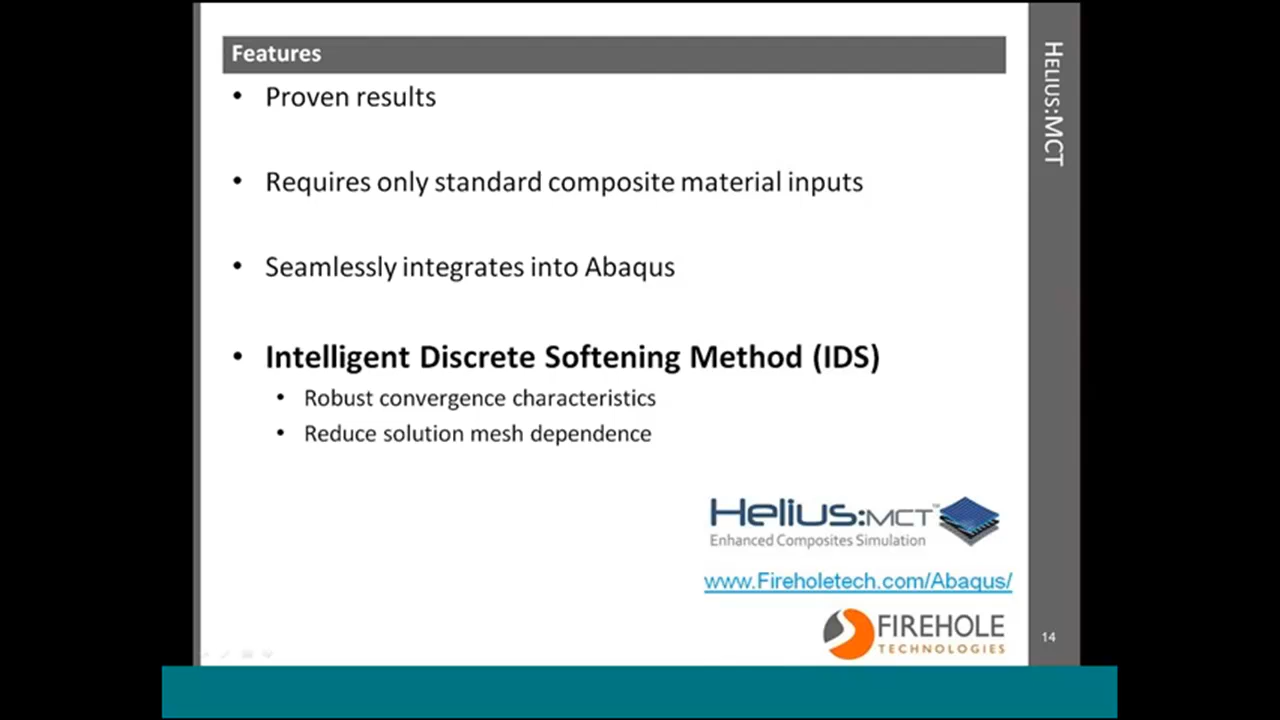 Features
• Proven results
• Requires only standard composite material inputs
• Seamlessly integrates into Abaqus
• Intelligent Discrete Softening Method (IDS)
• Robust convergence characteristics
• Reduce solution mesh dependence
HELIUS:MCT
Helius:MCT™
Enhanced Composites Simulation
www.Fireholetech.com/Abaqus/
FIREHOLE
TECHNOLOGIES
14